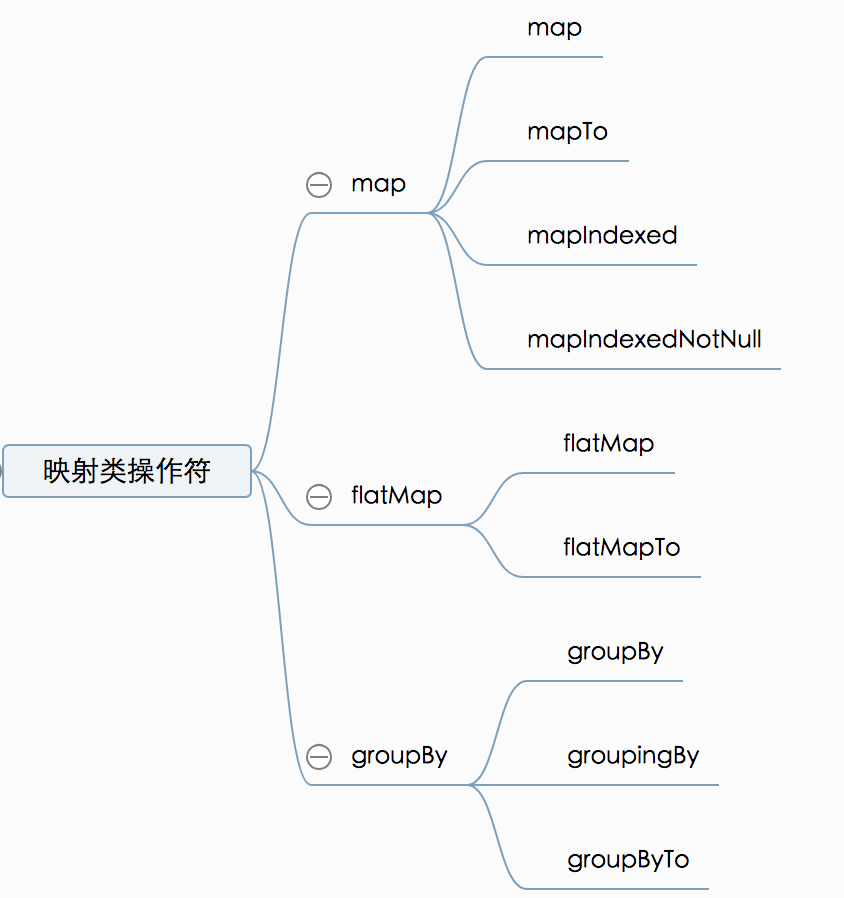 映射类操作符
map
map
mapTo
mapIndexed
mapIndexedNotNull
flatMap
flatMap
flatMapTo
groupBy
groupBy
groupingBy
groupByTo